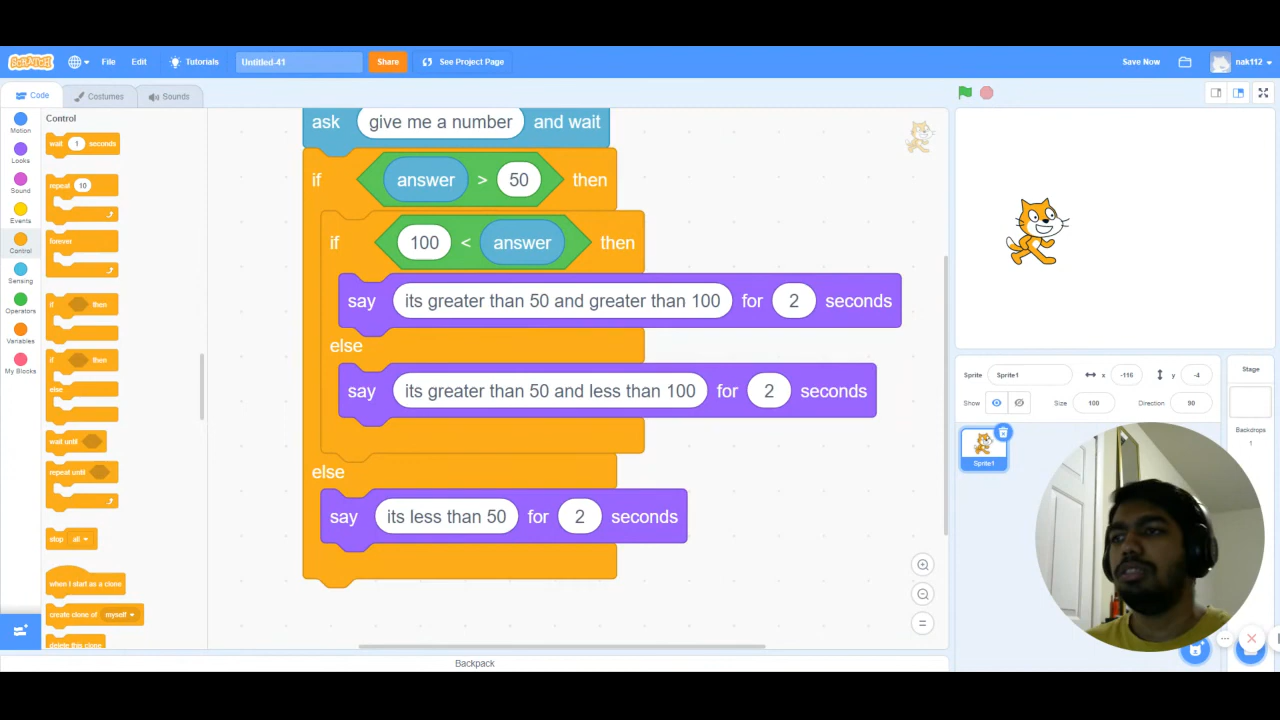 SCRATCH File Edit Tutorials Untitled-41 Share See Project Page Save Now nak112
Code Costumes Sounds
Motion
Looks
Sound
Events
Control
Sensing
Operators
Variables
My Blocks
Control
wait 1 seconds
repeat 10
forever
if then
if then
else
wait until
repeat until
stop all
when I start as a clone
create clone of myself
delete this clone
ask give me a number and wait
if answer > 50 then
if 100 < answer then
say its greater than 50 and greater than 100 for 2 seconds
else
say its greater than 50 and less than 100 for 2 seconds
else
say its less than 50 for 2 seconds
Backpack
Sprite Sprite1 x -116 y -4
Show Size 100 Direction 90
Sprite1
Stage
Backdrops
1